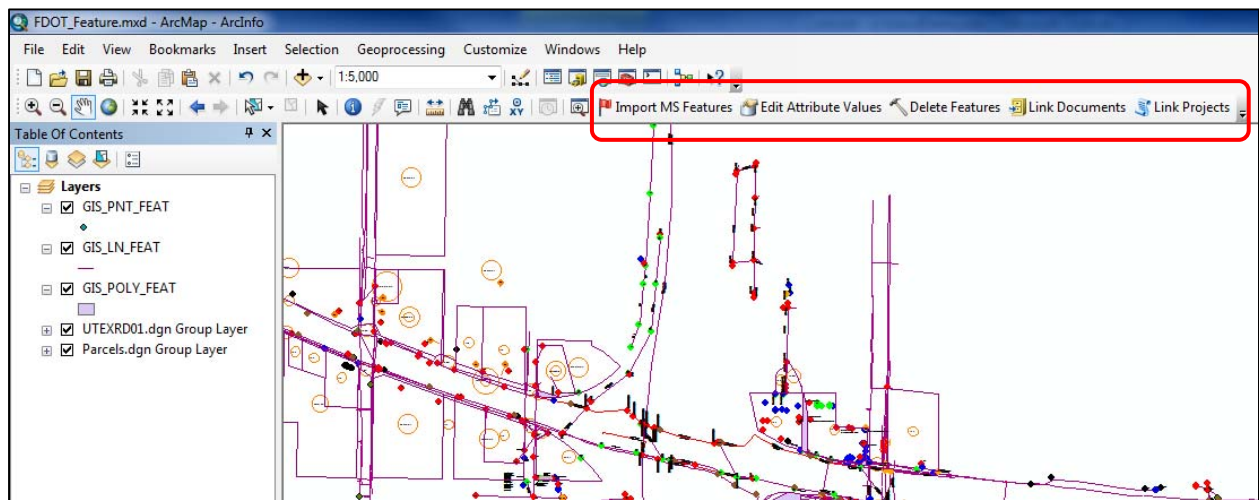 FDOT_Feature.mxd - ArcMap - ArcInfo
File Edit View Bookmarks Insert Selection Geoprocessing Customize Windows Help
1:5,000
Import MS Features Edit Attribute Values Delete Features Link Documents Link Projects
Table Of Contents
Layers
GIS_PNT_FEAT
GIS_LN_FEAT
GIS_POLY_FEAT
UTEXRD01.dgn Group Layer
Parcels.dgn Group Layer